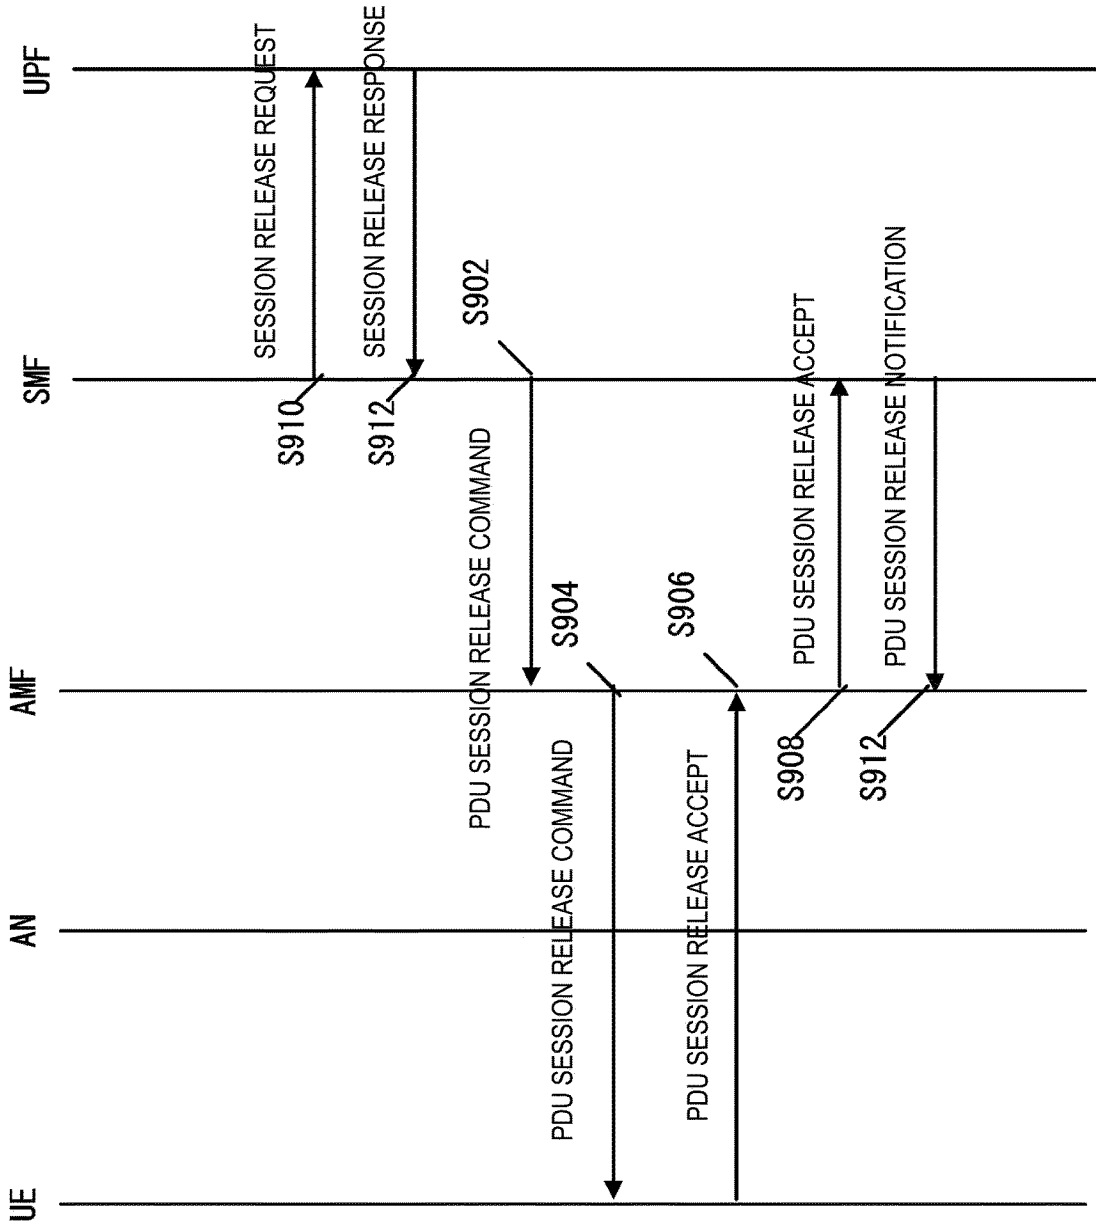 UE
AN
AMF
SMF
UPF
SESSION RELEASE REQUEST
S910
SESSION RELEASE RESPONSE
S912
PDU SESSION RELEASE COMMAND
S902
PDU SESSION RELEASE COMMAND
S904
PDU SESSION RELEASE ACCEPT
S906
PDU SESSION RELEASE ACCEPT
S908
PDU SESSION RELEASE NOTIFICATION
S912